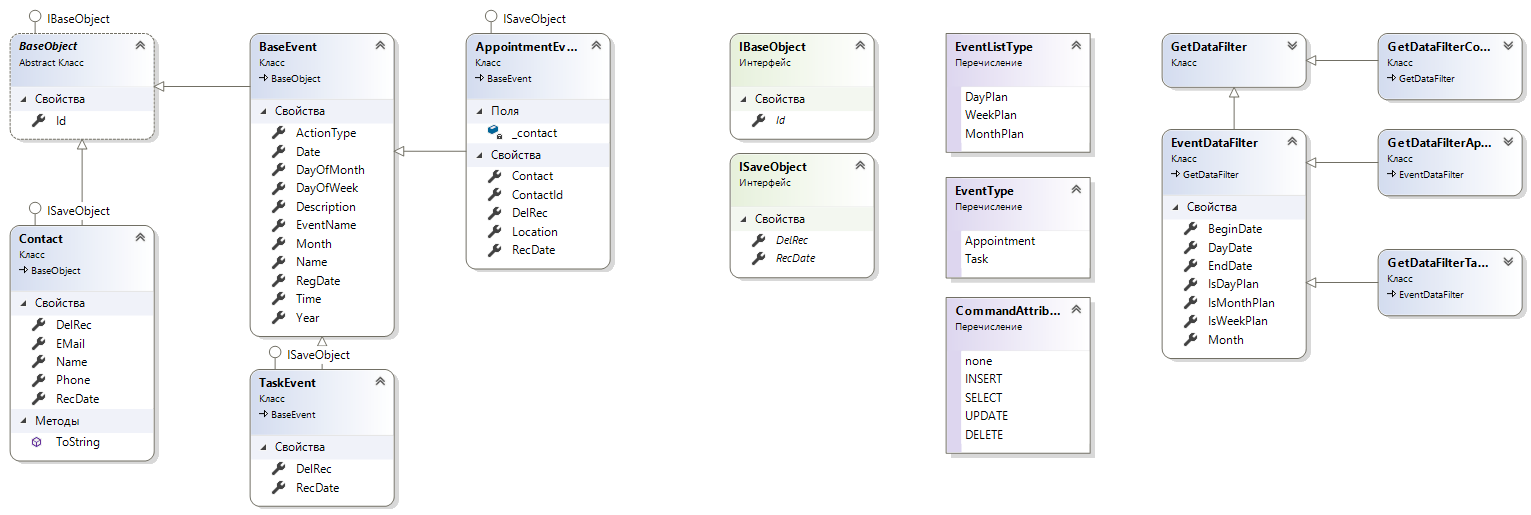 IBaseObject
BaseObject
Abstract Класс
Свойства
Id
ISaveObject
Contact
Класс
BaseObject
Свойства
DelRec
EMail
Name
Phone
RecDate
Методы
ToString
BaseEvent
Класс
BaseObject
Свойства
ActionType
Date
DayOfMonth
DayOfWeek
Description
EventName
Month
Name
RegDate
Time
Year
ISaveObject
TaskEvent
Класс
BaseEvent
Свойства
DelRec
RecDate
ISaveObject
AppointmentEv...
Класс
BaseEvent
Поля
_contact
Свойства
Contact
ContactId
DelRec
Location
RecDate
IBaseObject
Интерфейс
Свойства
Id
ISaveObject
Интерфейс
Свойства
DelRec
RecDate
EventListType
Перечисление
DayPlan
WeekPlan
MonthPlan
EventType
Перечисление
Appointment
Task
CommandAttrib...
Перечисление
none
INSERT
SELECT
UPDATE
DELETE
GetDataFilter
Класс
EventDataFilter
Класс
GetDataFilter
Свойства
BeginDate
DayDate
EndDate
IsDayPlan
IsMonthPlan
IsWeekPlan
Month
GetDataFilterCo...
Класс
GetDataFilter
GetDataFilterAp...
Класс
EventDataFilter
GetDataFilterTa...
Класс
EventDataFilter